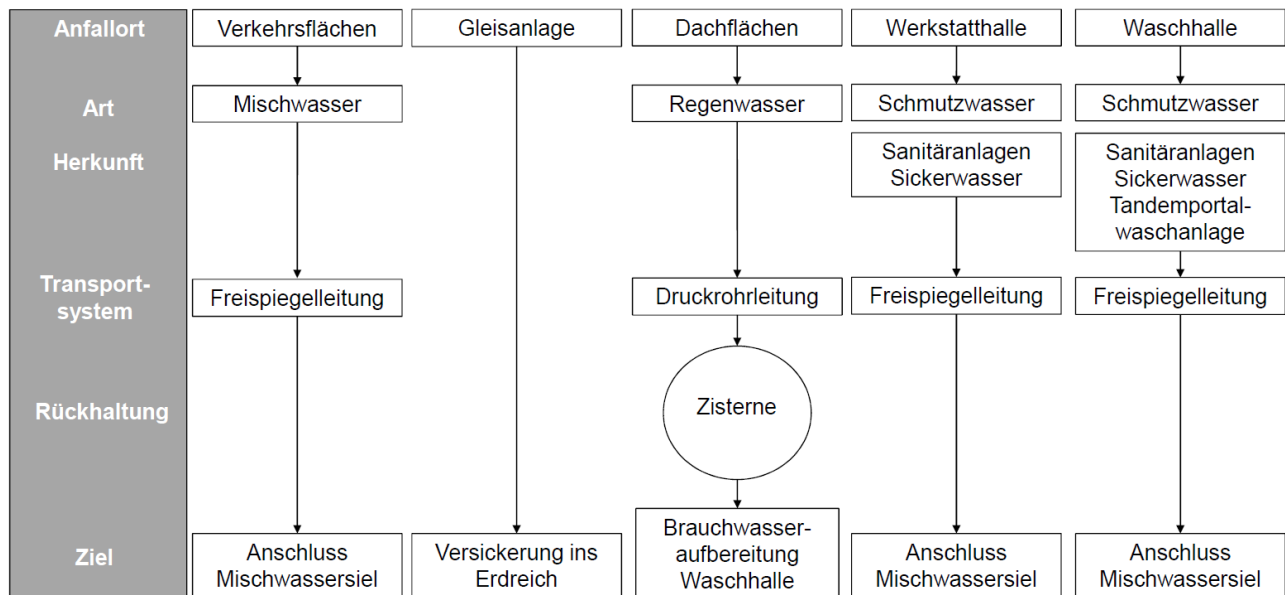 Anfallort
Verkehrsflächen
Gleisanlage
Dachflächen
Werkstatthalle
Waschhalle
Art
Mischwasser
Regenwasser
Schmutzwasser
Schmutzwasser
Herkunft
Sanitäranlagen
Sickerwasser
Sanitäranlagen
Sickerwasser
Tandemportal-
waschanlage
Transport-
system
Freispiegelleitung
Druckrohrleitung
Freispiegelleitung
Freispiegelleitung
Rückhaltung
Zisterne
Ziel
Anschluss
Mischwassersiel
Versickerung ins
Erdreich
Brauchwasser-
aufbereitung
Waschhalle
Anschluss
Mischwassersiel
Anschluss
Mischwassersiel